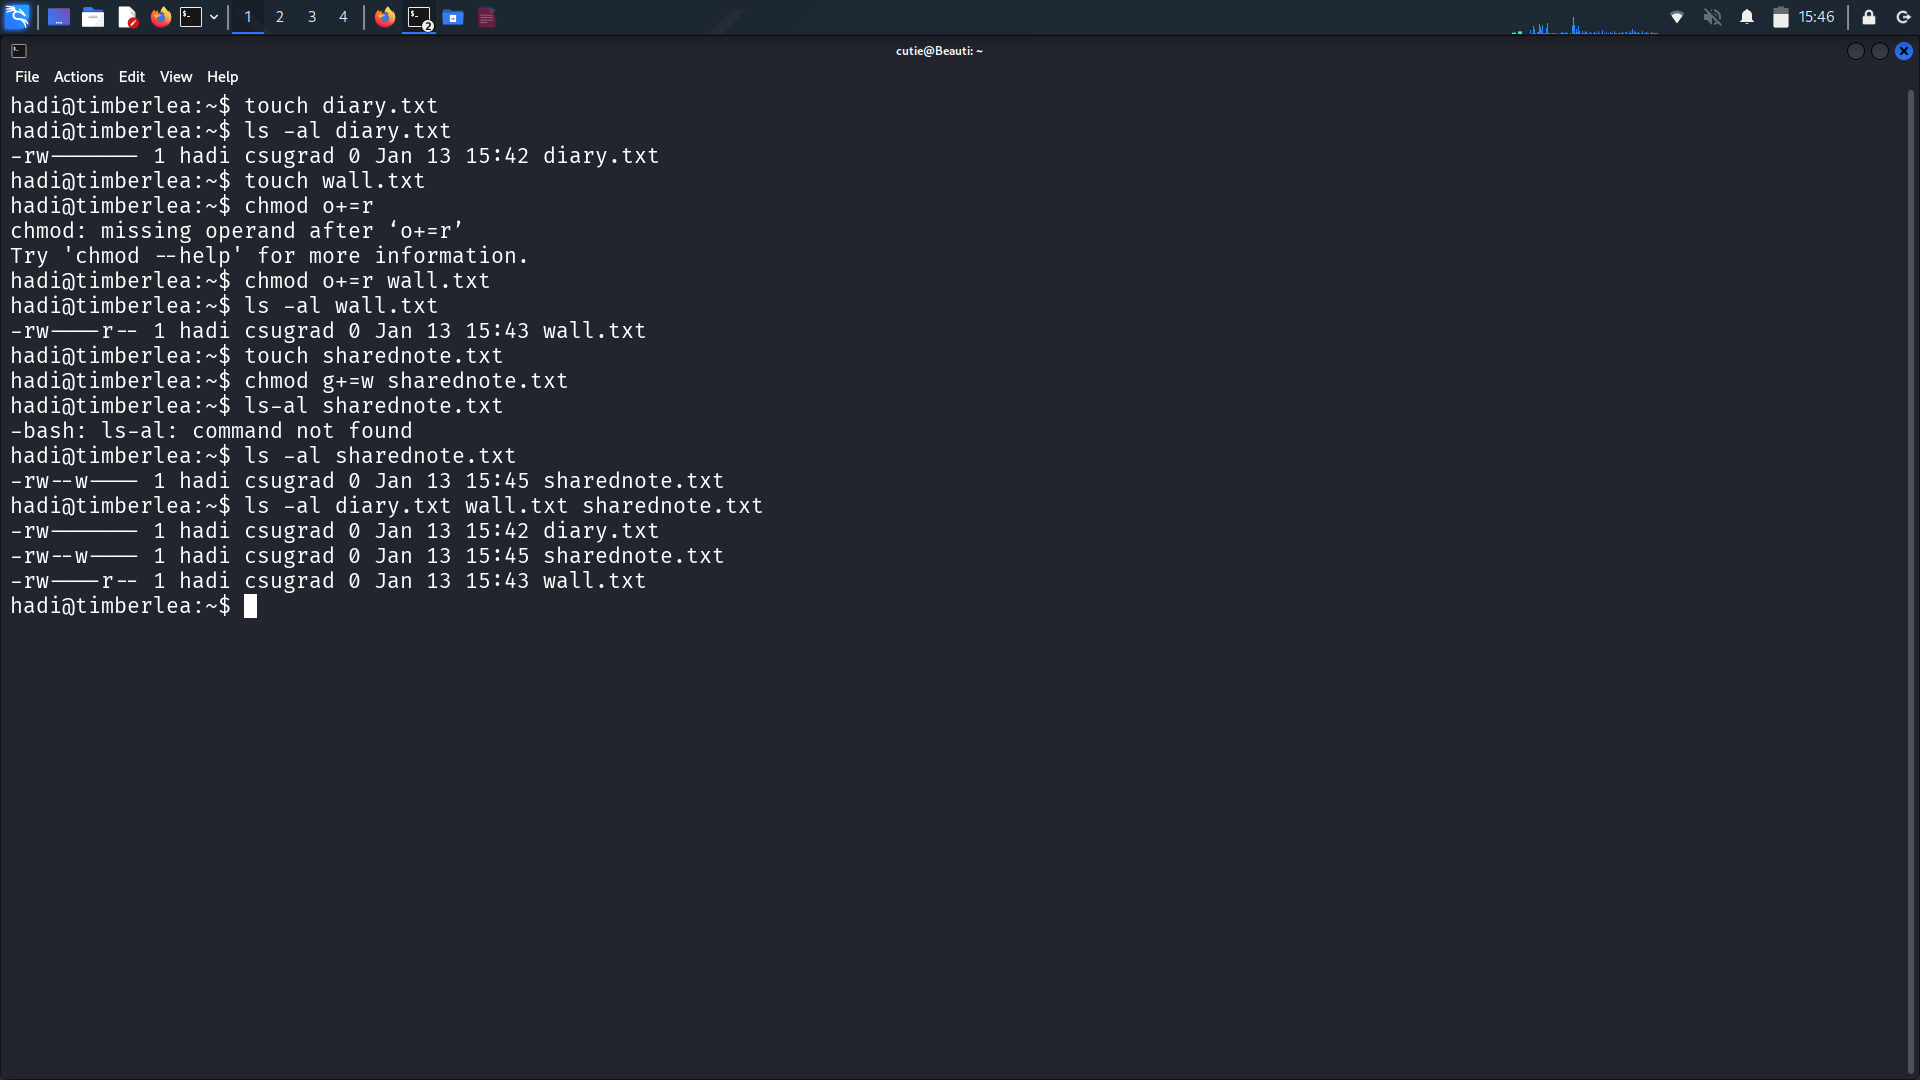 1 2 3 4 2 15:46
cutie@Beauti: ~
File Actions Edit View Help
hadi@timberlea:~$ touch diary.txt
hadi@timberlea:~$ ls -al diary.txt
-rw------- 1 hadi csugrad 0 Jan 13 15:42 diary.txt
hadi@timberlea:~$ touch wall.txt
hadi@timberlea:~$ chmod o+=r
chmod: missing operand after ‘o+=r’
Try 'chmod --help' for more information.
hadi@timberlea:~$ chmod o+=r wall.txt
hadi@timberlea:~$ ls -al wall.txt
-rw----r-- 1 hadi csugrad 0 Jan 13 15:43 wall.txt
hadi@timberlea:~$ touch sharednote.txt
hadi@timberlea:~$ chmod g+=w sharednote.txt
hadi@timberlea:~$ ls-al sharednote.txt
-bash: ls-al: command not found
hadi@timberlea:~$ ls -al sharednote.txt
-rw--w---- 1 hadi csugrad 0 Jan 13 15:45 sharednote.txt
hadi@timberlea:~$ ls -al diary.txt wall.txt sharednote.txt
-rw------- 1 hadi csugrad 0 Jan 13 15:42 diary.txt
-rw--w---- 1 hadi csugrad 0 Jan 13 15:45 sharednote.txt
-rw----r-- 1 hadi csugrad 0 Jan 13 15:43 wall.txt
hadi@timberlea:~$